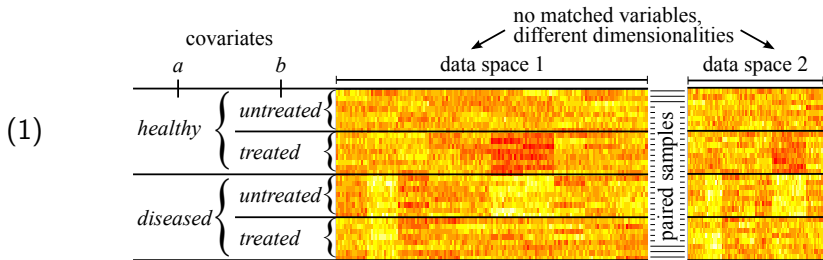 no matched variables,
different dimensionalities
covariates
a b
data space 1 data space 2
(1)
healthy
untreated
treated
diseased
untreated
treated
paired samples